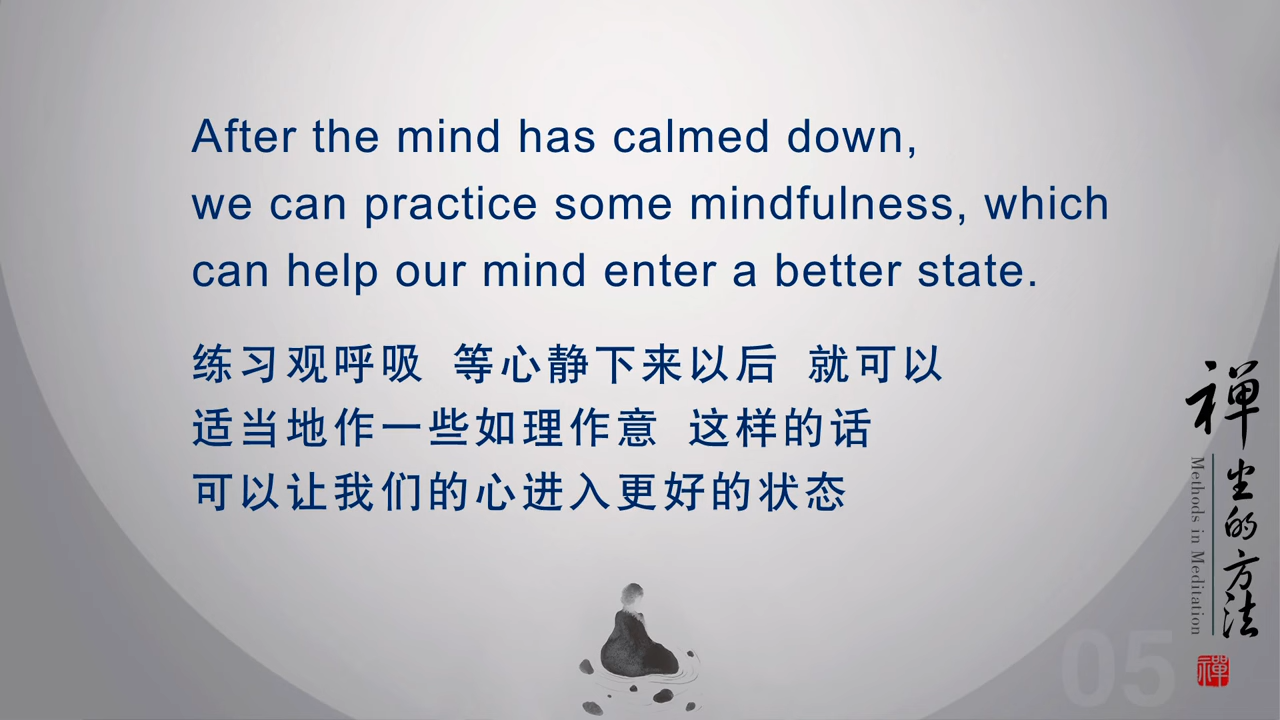 After the mind has calmed down,
we can practice some mindfulness, which
can help our mind enter a better state.
练习观呼吸 等心静下来以后 就可以
适当地作一些如理作意 这样的话
可以让我们的心进入更好的状态
禅坐的方法
Methods in Meditation
05
禪